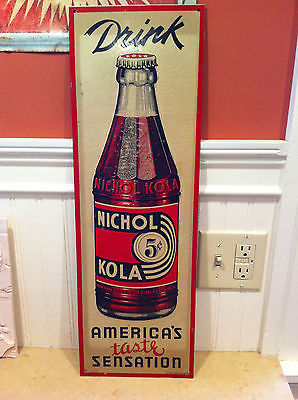 Drink
NICHOL KOLA
NICHOL
5¢
KOLA
AMERICA'S
taste
SENSATION